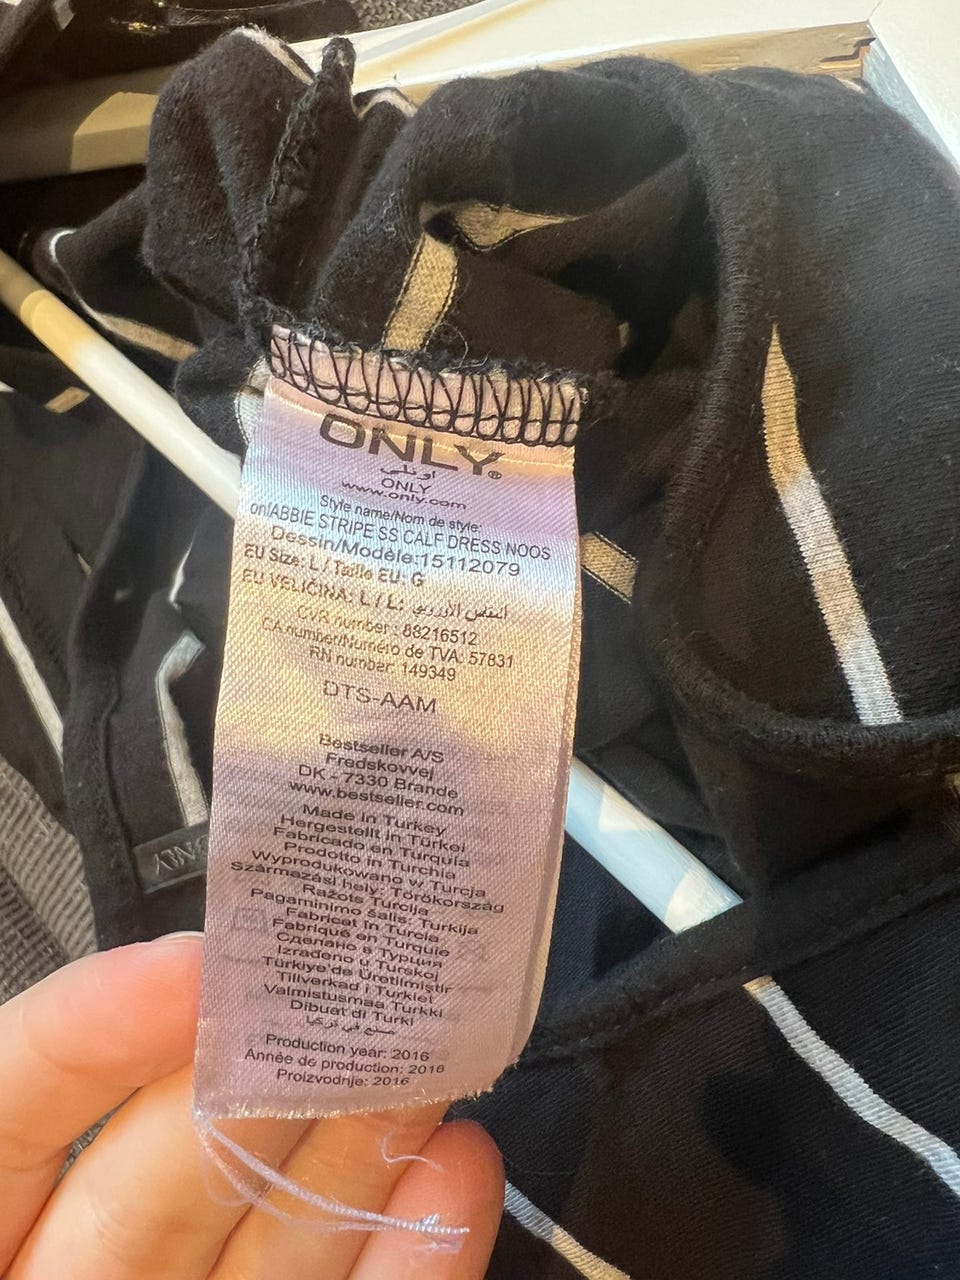 ONLY®
اونلي
ONLY
www.only.com
Style name/Nom de style:
onlABBIE STRIPE SS CALF DRESS NOOS
Dessin/Modèle:15112079
EU Size: L / Taille EU: G
EU VELIČINA: L / L: المقاس الأوروبي
CVR number : 88216512
CA number/Numéro de TVA: 57831
RN number: 149349
DTS-AAM
Bestseller A/S
Fredskovvej
DK - 7330 Brande
www.bestseller.com
Made in Turkey
Hergestellt in Türkei
Fabricado en Turquía
Prodotto in Turchia
Wyprodukowano w Turcja
Származási hely: Törökország
Ražots Turcija
Pagaminimo šalis: Turkija
Fabricat în Turcia
Fabriqué en Turquie
Сделано в Турция
Izrađeno u Turskoj
Türkiye'de Üretilmiştir
Tillverkad i Turkiet
Valmistusmaa Turkki
Dibuat di Turki
صنع في تركيا
Production year: 2016
Année de production: 2016
Proizvodnje: 2016